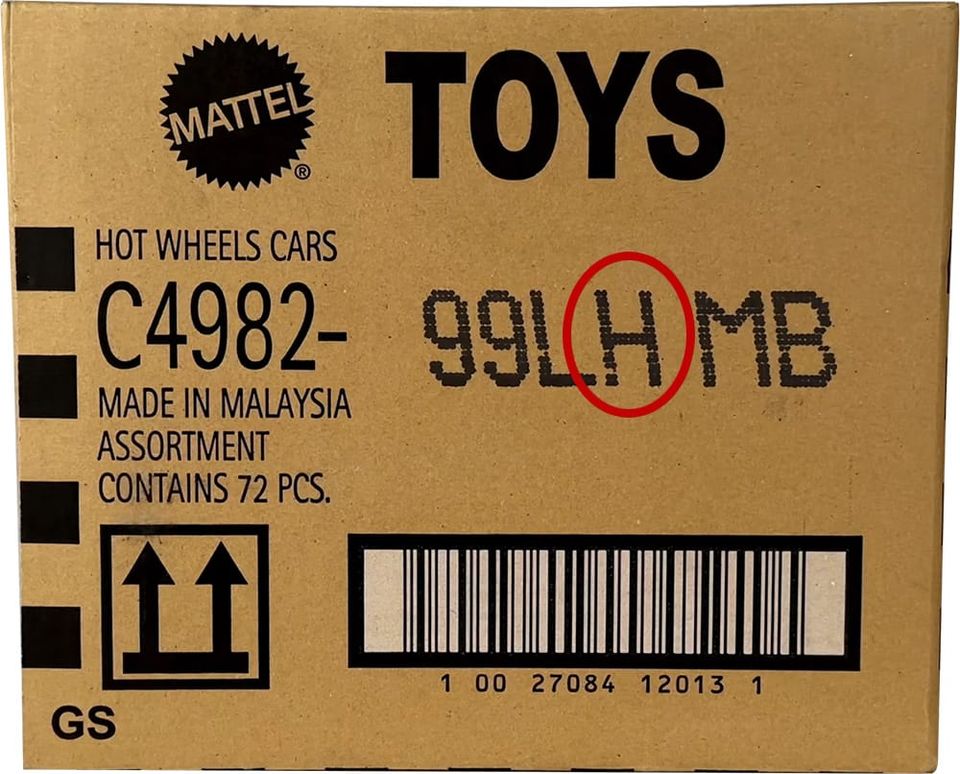 MATTEL®
TOYS
HOT WHEELS CARS
C4982-
99LHMB
MADE IN MALAYSIA
ASSORTMENT
CONTAINS 72 PCS.
1 00 27084 12013 1
GS